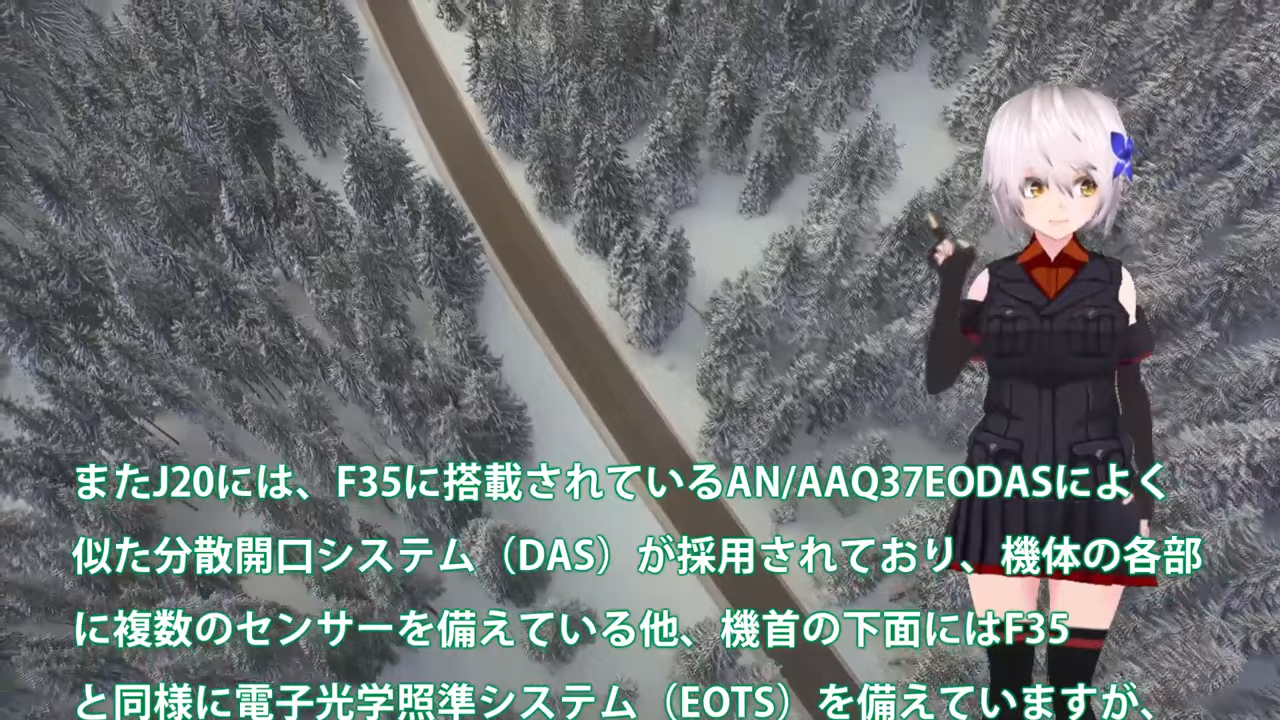 またJ20には、F35に搭載されているAN/AAQ37EODASによく
似た分散開口システム（DAS）が採用されており、機体の各部
に複数のセンサーを備えている他、機首の下面にはF35
と同様に電子光学照準システム（EOTS）を備えていますが、